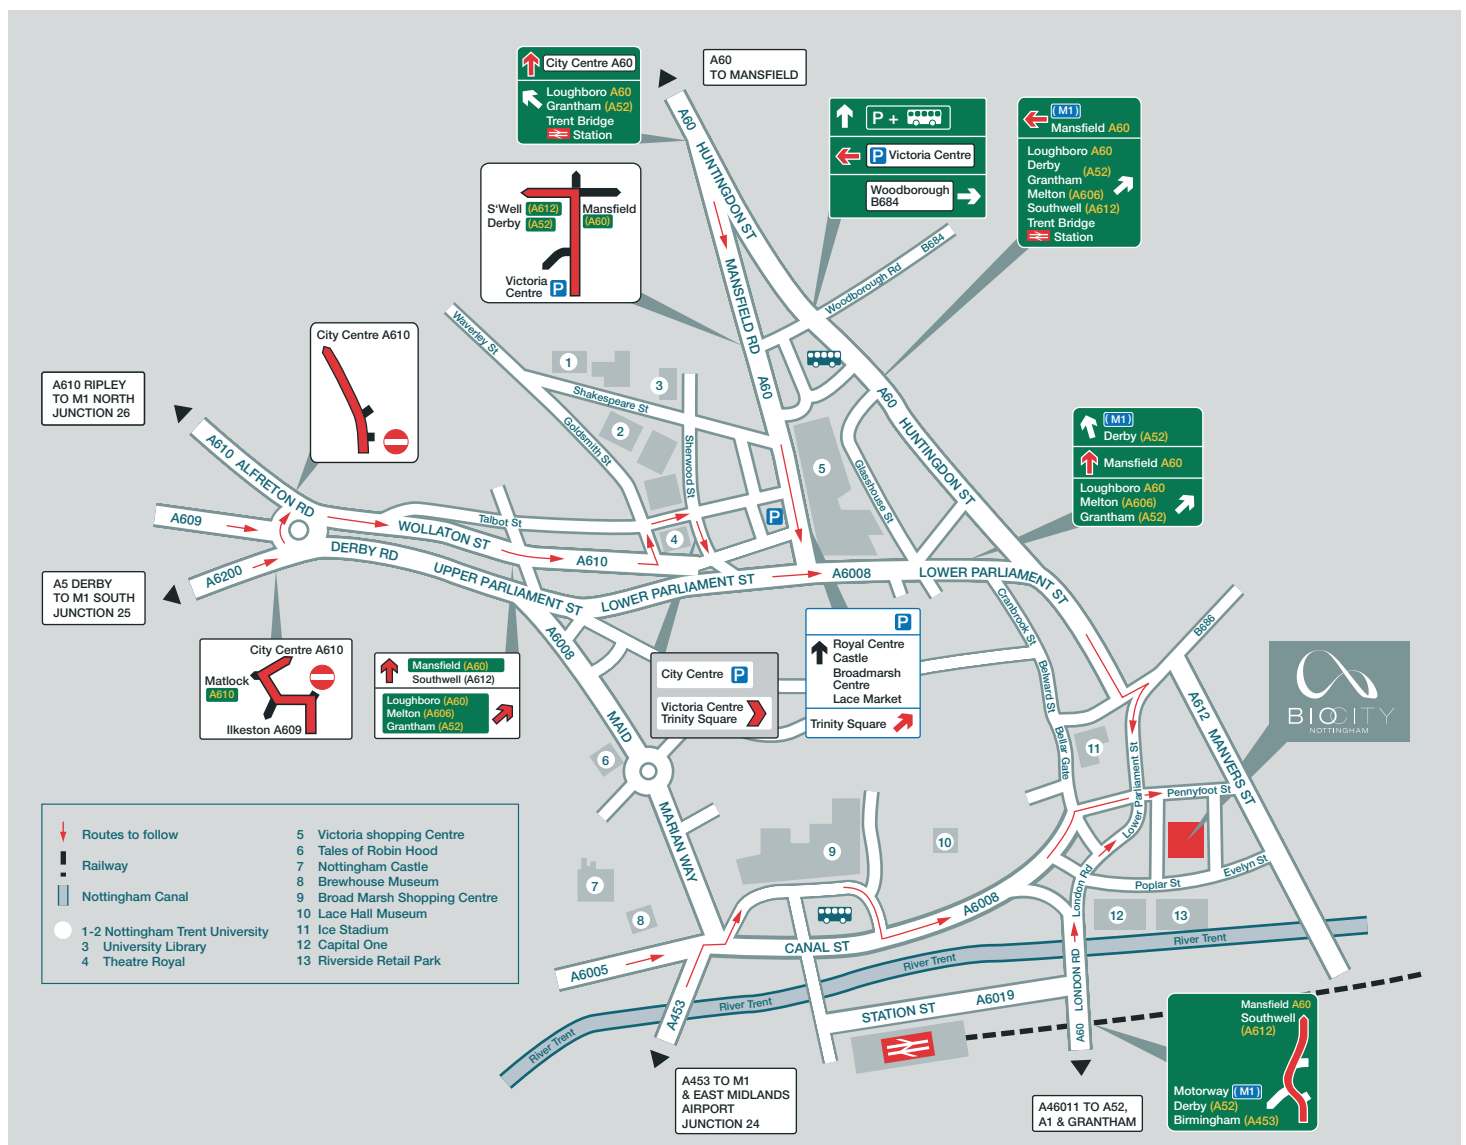 City Centre A60
Loughboro A60
Grantham (A52)
Trent Bridge
Station
A60
TO MANSFIELD
P +
P Victoria Centre
Woodborough
B684
(M1)
Mansfield A60
Loughboro A60
Derby
(A52)
Grantham
Melton (A606)
Southwell (A612)
Trent Bridge
Station
S'Well (A612)
Derby (A52)
Mansfield
(A60)
Victoria
Centre P
City Centre A610
A610 RIPLEY
TO M1 NORTH
JUNCTION 26
A5 DERBY
TO M1 SOUTH
JUNCTION 25
(M1)
Derby (A52)
Mansfield A60
Loughboro A60
Melton (A606)
Grantham (A52)
A60
HUNTINGDON ST
MANSFIELD RD
A60
Woodborough Rd
B684
A60
HUNTINGDON ST
Waverley St
Shakespeare St
Goldsmith St
Sherwood St
Glasshouse St
1
2
3
4
5
P
A610
ALFRETON RD
A609
A6200
WOLLATON ST
Talbot St
A610
DERBY RD
UPPER PARLIAMENT ST
LOWER PARLIAMENT ST
A6008
LOWER PARLIAMENT ST
Cranbrook St
Belward St
Bellar Gate
B686
A612
MANVERS ST
Lower Parliament St
Pennyfoot St
Evelyn St
Poplar St
London Rd
A6008
MAID
MARIAN WAY
City Centre A610
Matlock
A610
Ilkeston A609
Mansfield (A60)
Southwell (A612)
Loughboro (A60)
Melton (A606)
Grantham (A52)
City Centre P
Victoria Centre
Trinity Square
P
Royal Centre
Castle
Broadmarsh
Centre
Lace Market
Trinity Square
BIOCITY
NOTTINGHAM
6
7
8
9
10
11
12
13
Routes to follow
Railway
Nottingham Canal
1-2 Nottingham Trent University
3 University Library
4 Theatre Royal
5 Victoria shopping Centre
6 Tales of Robin Hood
7 Nottingham Castle
8 Brewhouse Museum
9 Broad Marsh Shopping Centre
10 Lace Hall Museum
11 Ice Stadium
12 Capital One
13 Riverside Retail Park
A6005
A453
CANAL ST
A6008
River Trent
River Trent
River Trent
River Trent
STATION ST
A6019
LONDON RD
A60
A453 TO M1
& EAST MIDLANDS
AIRPORT
JUNCTION 24
A46011 TO A52,
A1 & GRANTHAM
Mansfield A60
Southwell
(A612)
Motorway (M1)
Derby (A52)
Birmingham (A453)